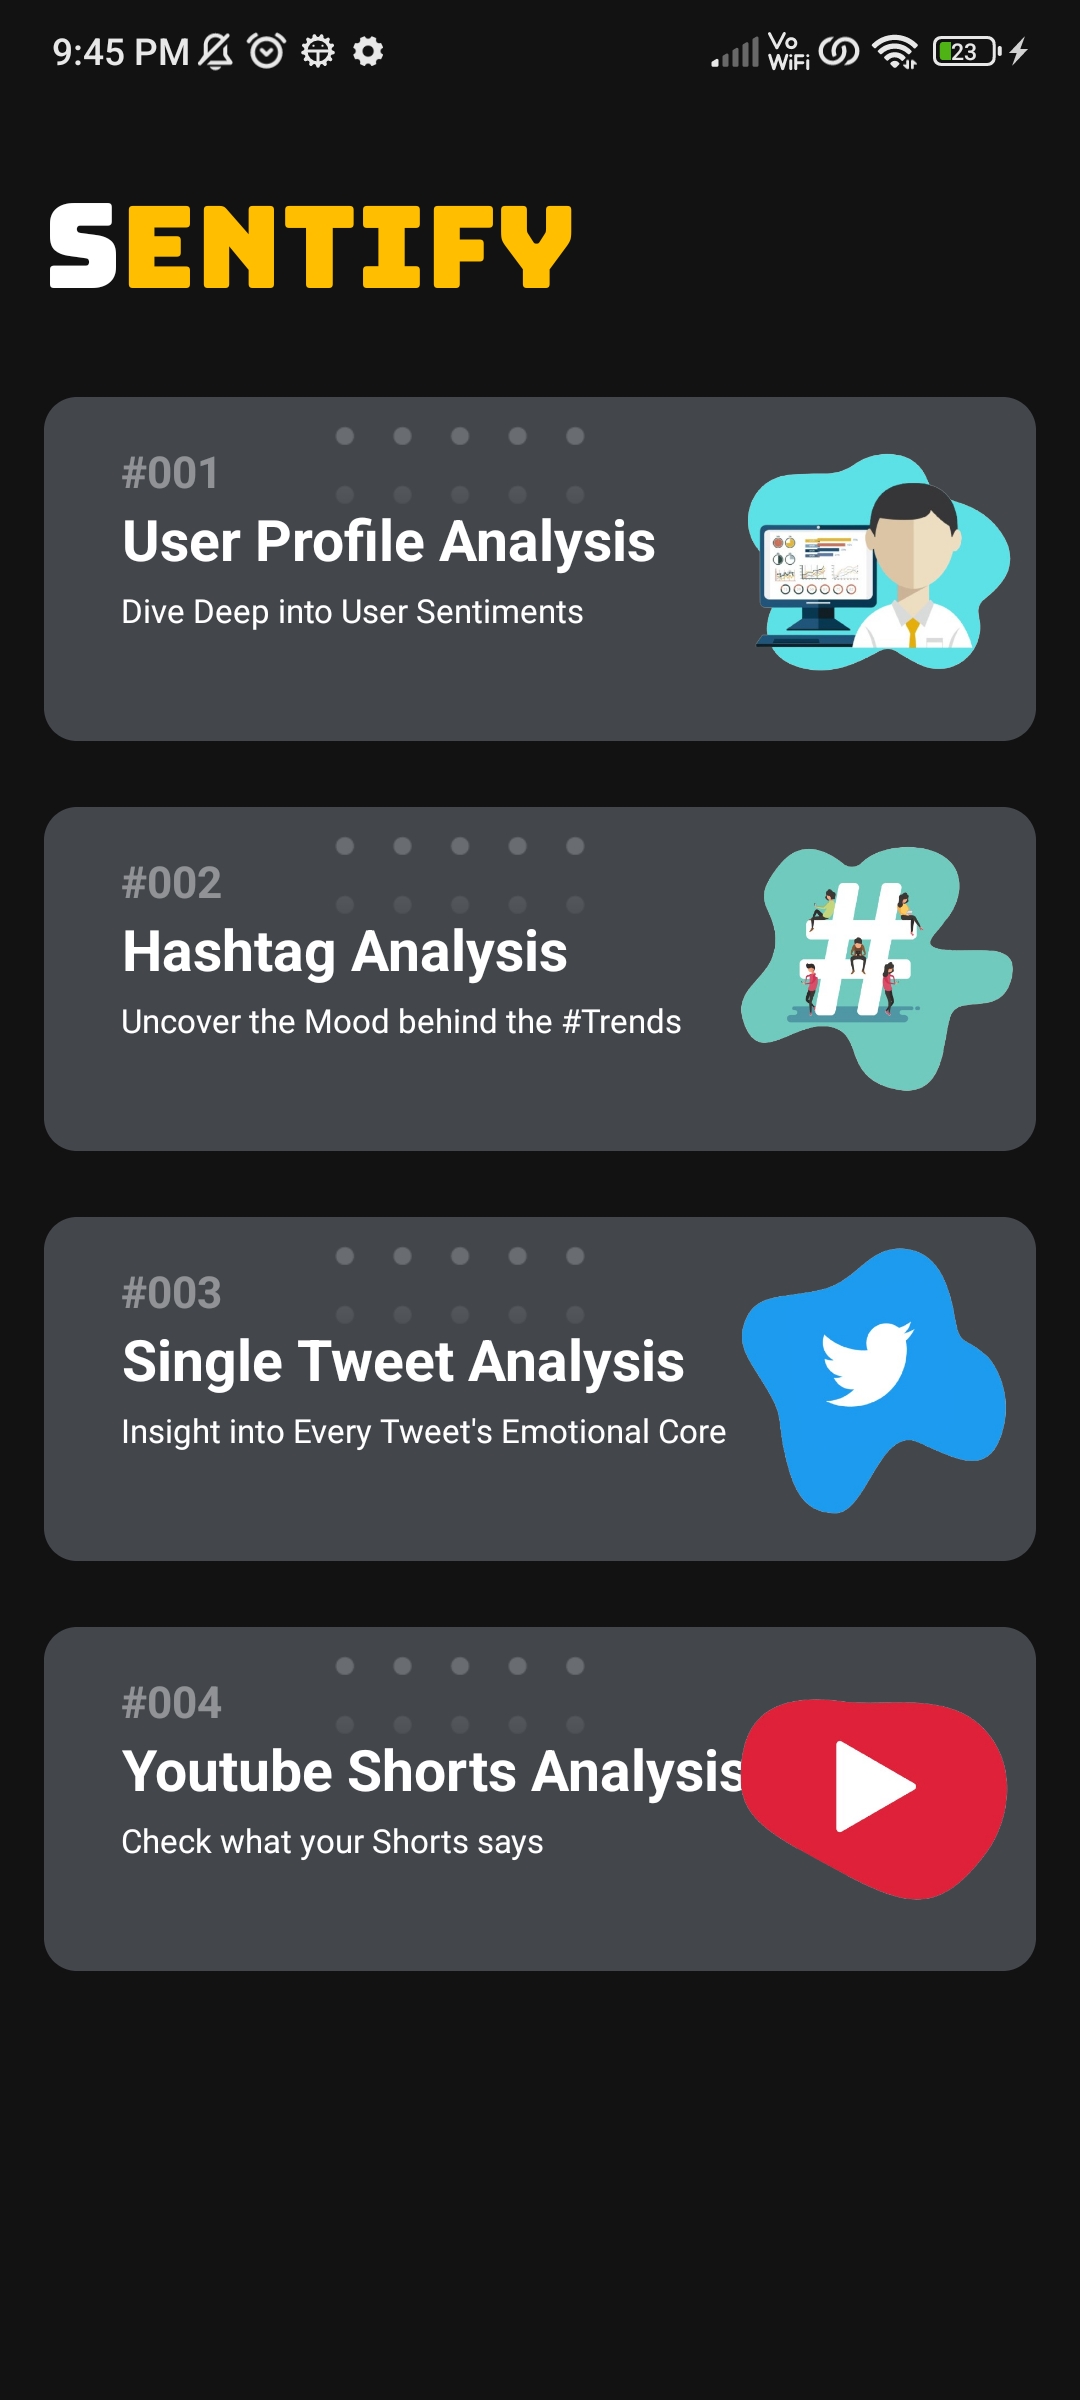 9:45 PM Vo WiFi 23
SENTIFY
#001
User Profile Analysis
Dive Deep into User Sentiments
#002
Hashtag Analysis
Uncover the Mood behind the #Trends
#003
Single Tweet Analysis
Insight into Every Tweet's Emotional Core
#004
Youtube Shorts Analysis
Check what your Shorts says